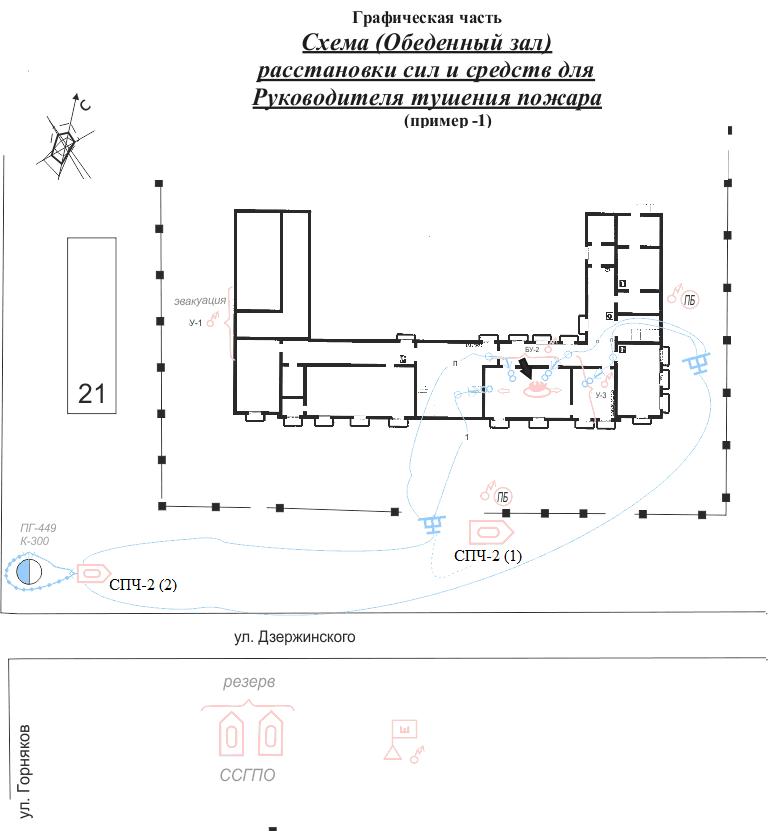 Графическая часть
Схема (Обеденный зал)
расстановки сил и средств для
Руководителя тушения пожара
(пример -1)
С
эвакуация
У-1
ПБ
БУ-2
П
У-3
21
1
ПБ
ПГ-449
К-300
СПЧ-2 (1)
СПЧ-2 (2)
ул. Дзержинского
резерв
Ш
ССГПО
ул. Горняков